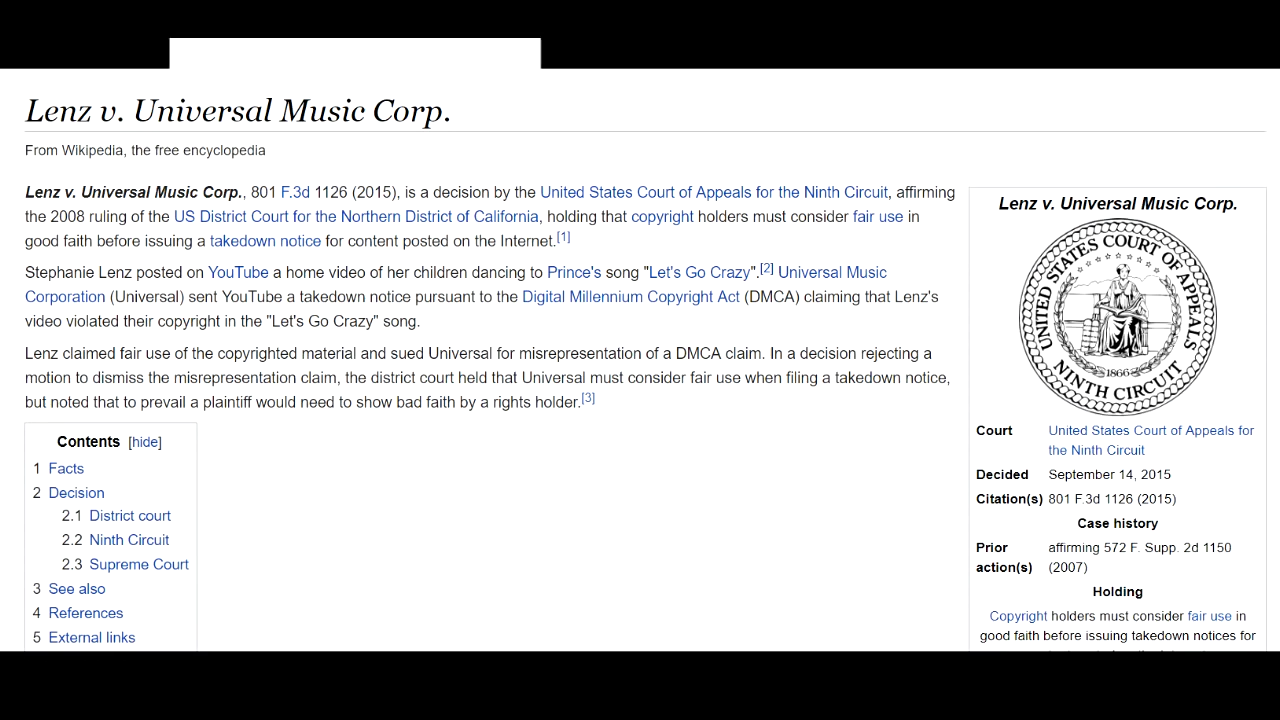 Lenz v. Universal Music Corp.
From Wikipedia, the free encyclopedia
Lenz v. Universal Music Corp., 801 F.3d 1126 (2015), is a decision by the United States Court of Appeals for the Ninth Circuit, affirming
the 2008 ruling of the US District Court for the Northern District of California, holding that copyright holders must consider fair use in
good faith before issuing a takedown notice for content posted on the Internet.[1]
Stephanie Lenz posted on YouTube a home video of her children dancing to Prince's song "Let's Go Crazy".[2] Universal Music
Corporation (Universal) sent YouTube a takedown notice pursuant to the Digital Millennium Copyright Act (DMCA) claiming that Lenz's
video violated their copyright in the "Let's Go Crazy" song.
Lenz claimed fair use of the copyrighted material and sued Universal for misrepresentation of a DMCA claim. In a decision rejecting a
motion to dismiss the misrepresentation claim, the district court held that Universal must consider fair use when filing a takedown notice,
but noted that to prevail a plaintiff would need to show bad faith by a rights holder.[3]
Contents [hide]
1 Facts
2 Decision
2.1 District court
2.2 Ninth Circuit
2.3 Supreme Court
3 See also
4 References
5 External links
Lenz v. Universal Music Corp.
UNITED STATES COURT OF APPEALS
1866
NINTH CIRCUIT
Court United States Court of Appeals for
the Ninth Circuit
Decided September 14, 2015
Citation(s) 801 F.3d 1126 (2015)
Case history
Prior affirming 572 F. Supp. 2d 1150
action(s) (2007)
Holding
Copyright holders must consider fair use in
good faith before issuing takedown notices for